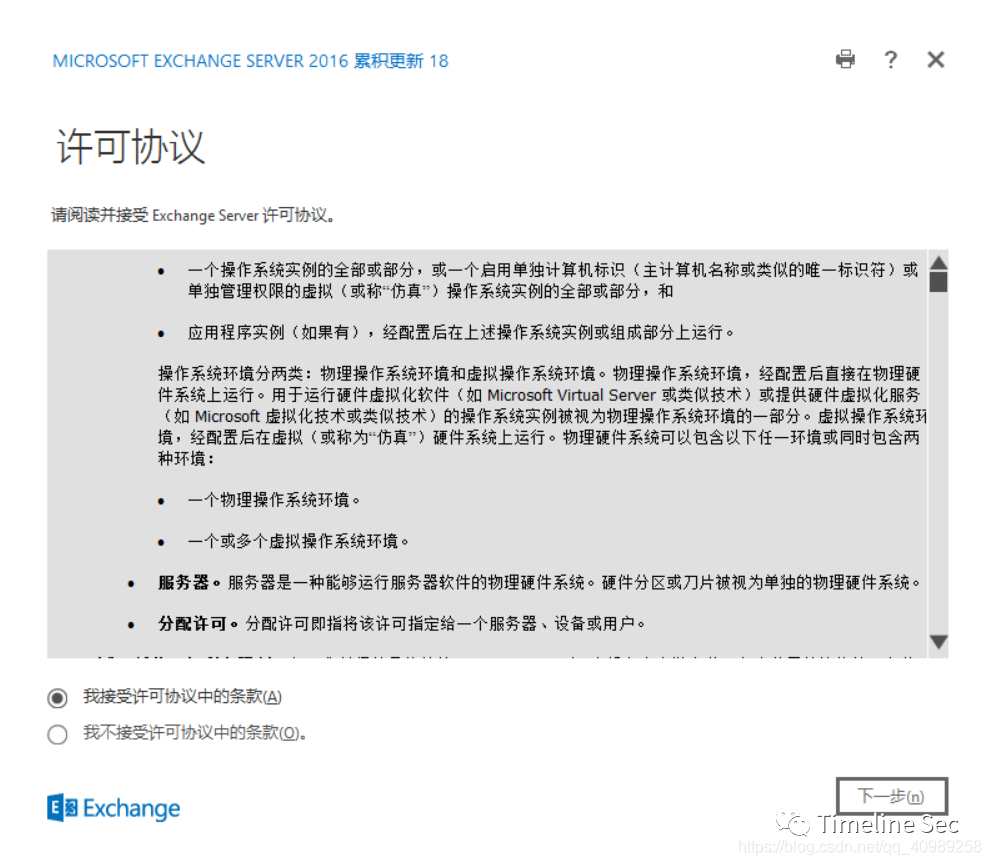 MICROSOFT EXCHANGE SERVER 2016 累积更新 18
?
许可协议
请阅读并接受 Exchange Server 许可协议。
• 一个操作系统实例的全部或部分，或一个启用单独计算机标识（主计算机名称或类似的唯一标识符）或
单独管理权限的虚拟（或称“仿真”）操作系统实例的全部或部分，和
• 应用程序实例（如果有），经配置后在上述操作系统实例或组成部分上运行。
操作系统环境分两类：物理操作系统环境和虚拟操作系统环境。物理操作系统环境，经配置后直接在物理硬
件系统上运行。用于运行硬件虚拟化软件（如 Microsoft Virtual Server 或类似技术）或提供硬件虚拟化服务
（如 Microsoft 虚拟化技术或类似技术）的操作系统实例被视为物理操作系统环境的一部分。虚拟操作系统环
境，经配置后在虚拟（或称为“仿真”）硬件系统上运行。物理硬件系统可以包含以下任一环境或同时包含两
种环境：
• 一个物理操作系统环境。
• 一个或多个虚拟操作系统环境。
• 服务器。服务器是一种能够运行服务器软件的物理硬件系统。硬件分区或刀片被视为单独的物理硬件系统。
• 分配许可。分配许可即指将该许可指定给一个服务器、设备或用户。
我接受许可协议中的条款(A)
我不接受许可协议中的条款(O)。
Exchange
下一步(n)
Timeline Sec
https://blog.csdn.net/qq_40989258